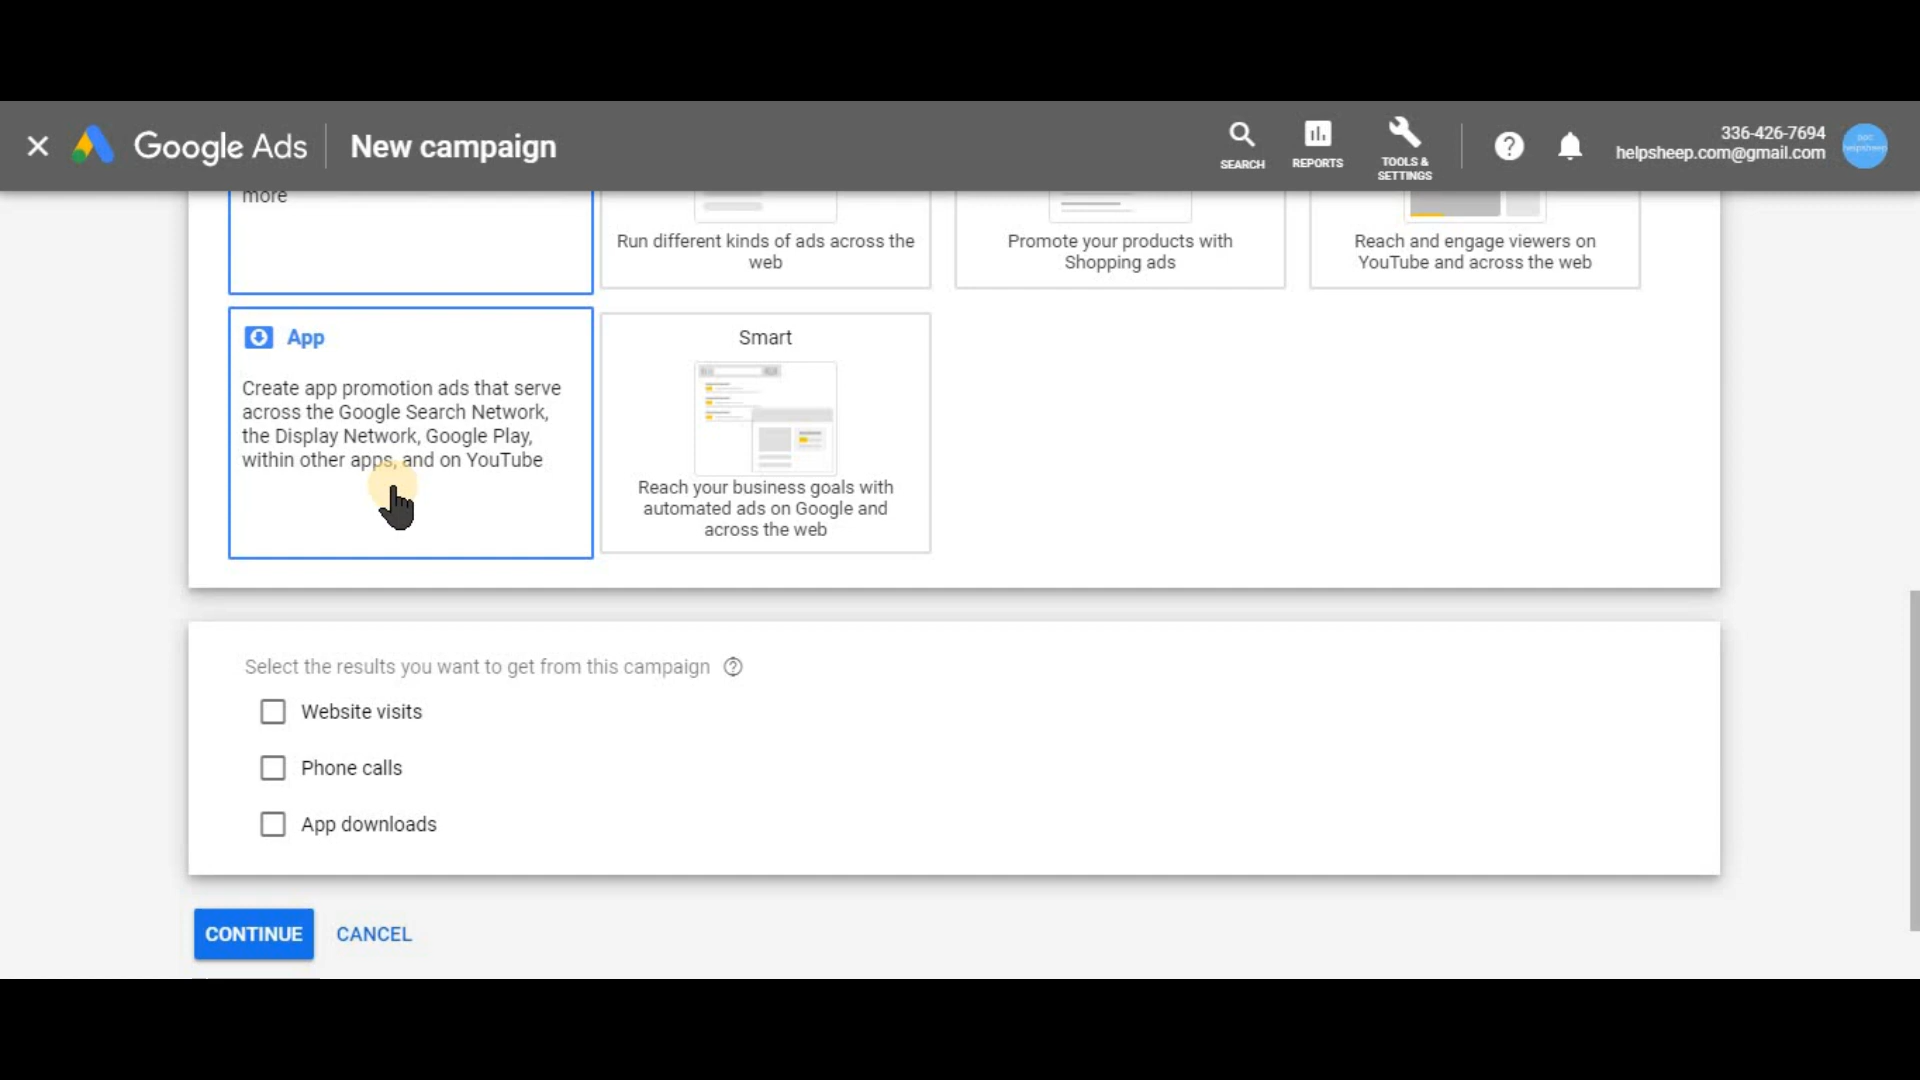 Google Ads
New campaign
SEARCH
REPORTS
TOOLS &
SETTINGS
336-426-7694
helpsheep.com@gmail.com
more
Run different kinds of ads across the
web
Promote your products with
Shopping ads
Reach and engage viewers on
YouTube and across the web
App
Create app promotion ads that serve
across the Google Search Network,
the Display Network, Google Play,
within other apps, and on YouTube
Smart
Reach your business goals with
automated ads on Google and
across the web
Select the results you want to get from this campaign
Website visits
Phone calls
App downloads
CONTINUE
CANCEL